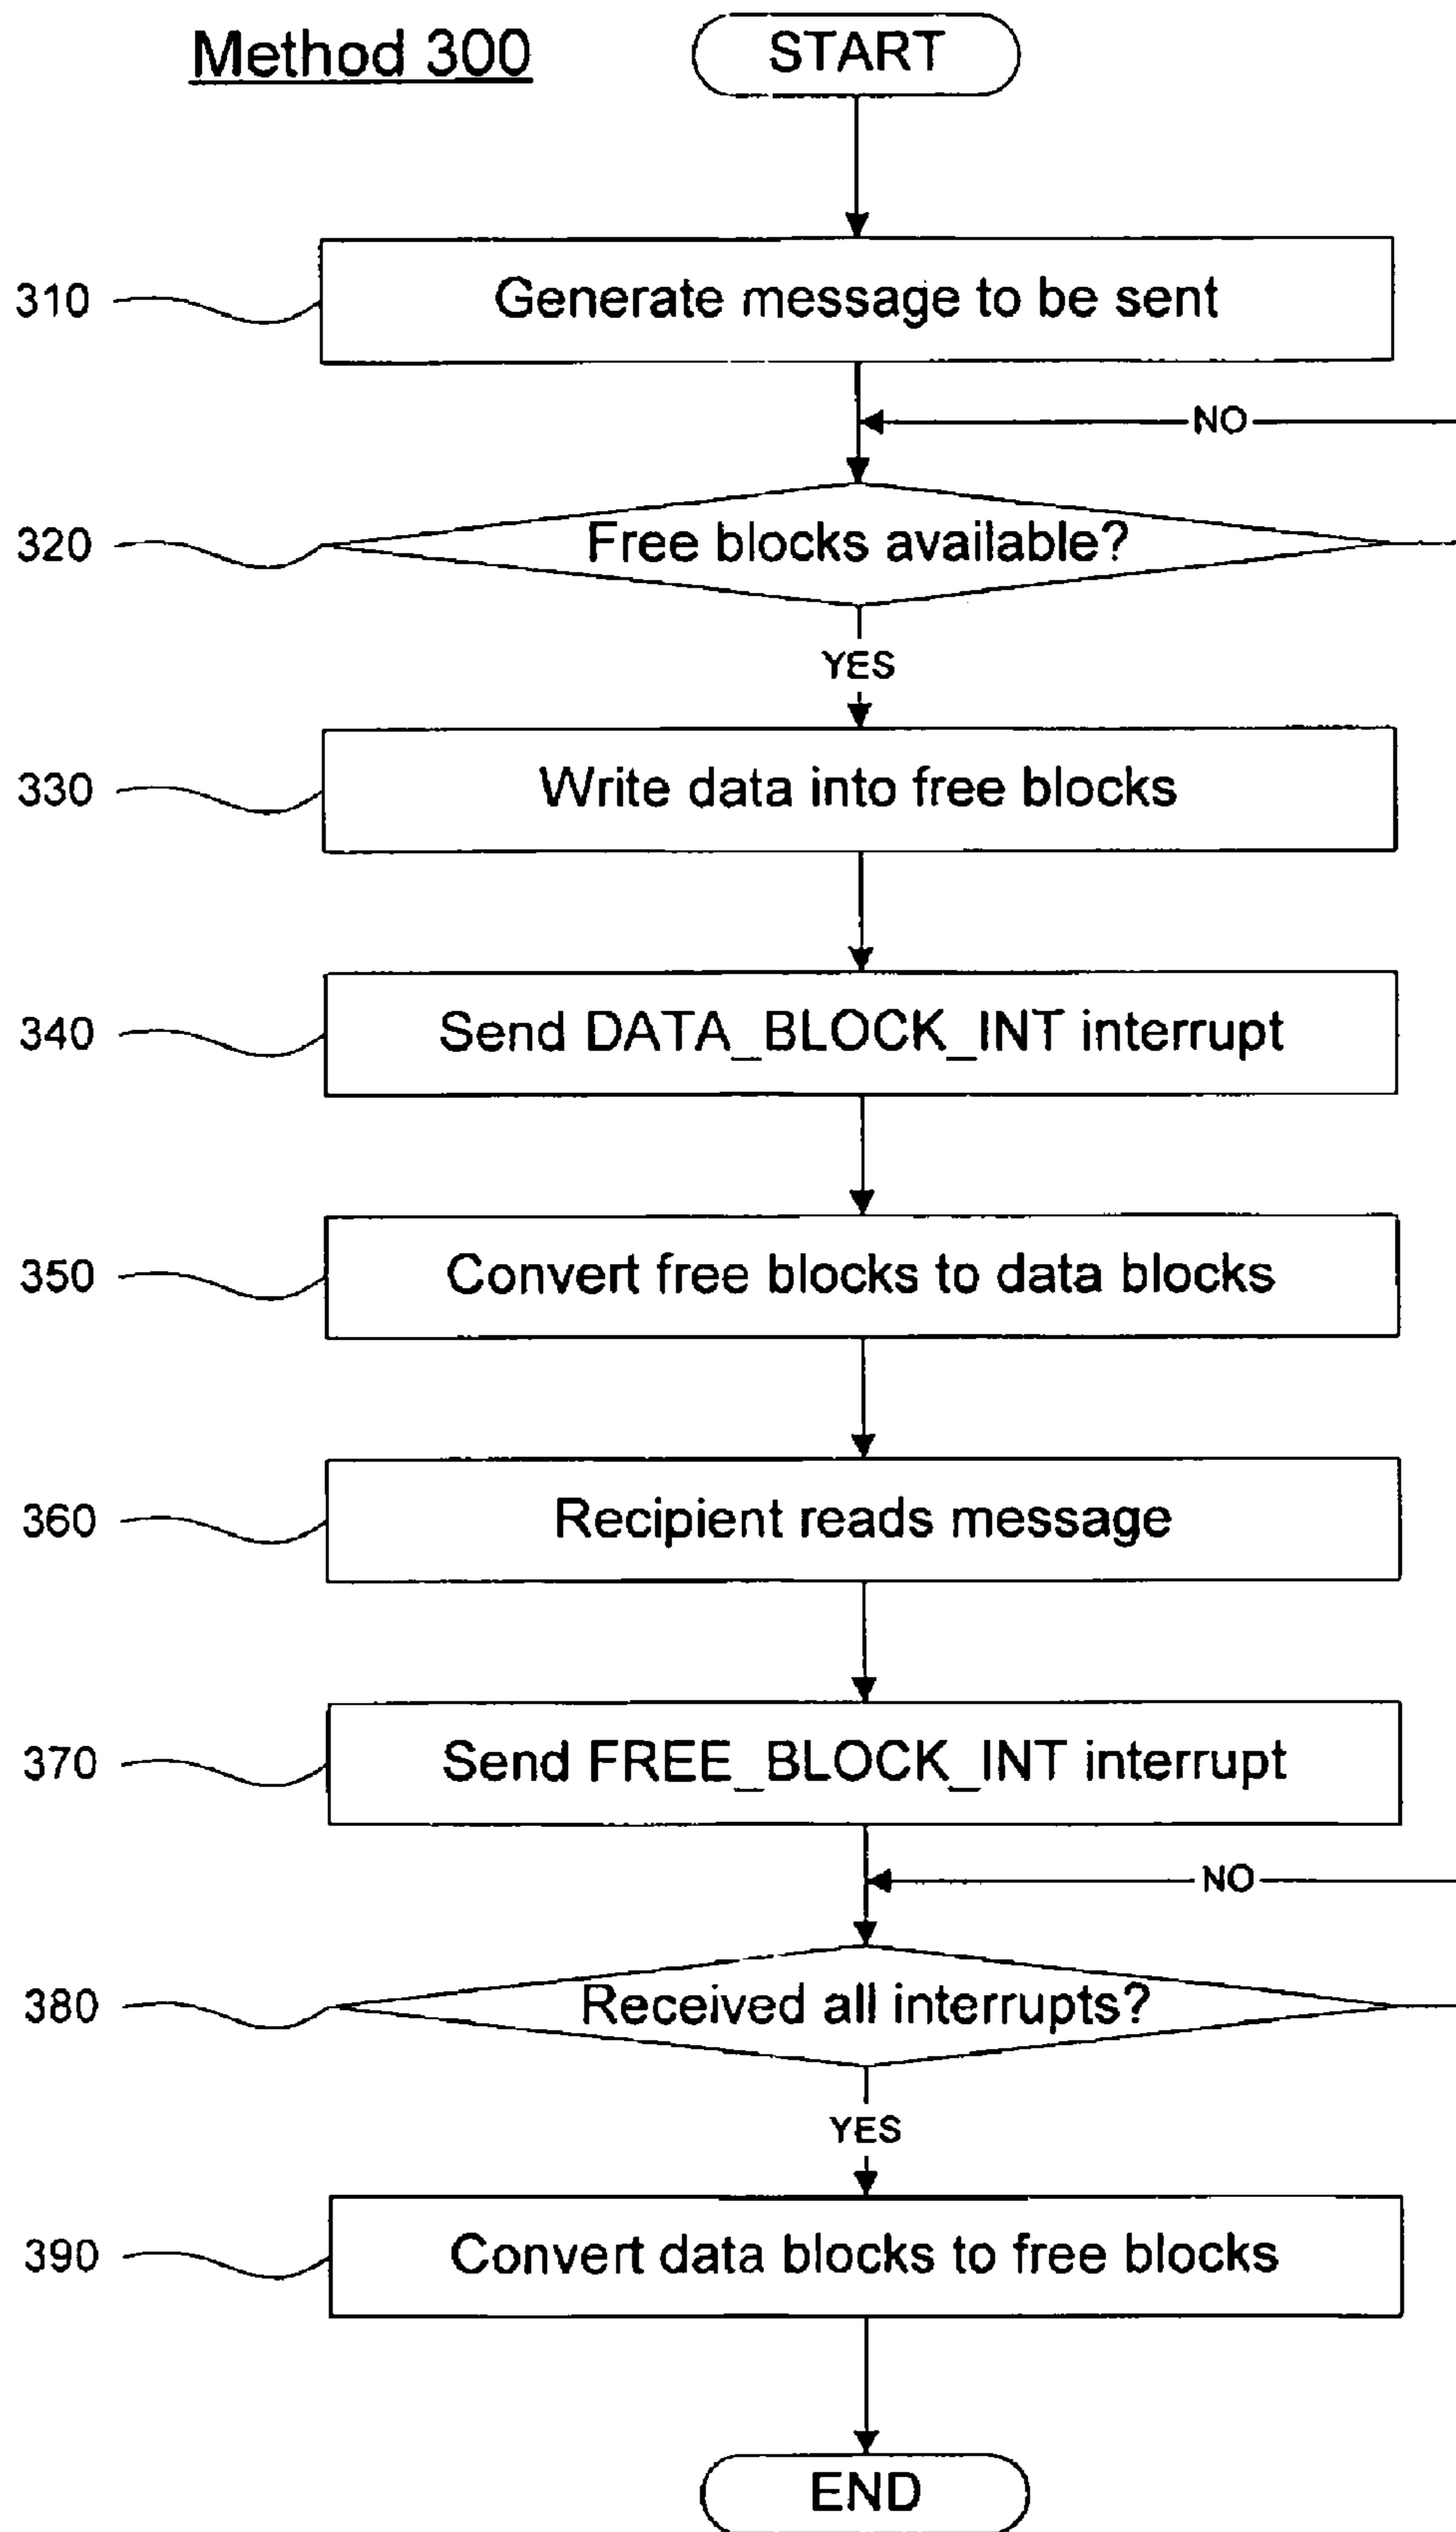 Method 300
START
310
Generate message to be sent
NO
320
Free blocks available?
YES
330
Write data into free blocks
340
Send DATA_BLOCK_INT interrupt
350
Convert free blocks to data blocks
360
Recipient reads message
370
Send FREE_BLOCK_INT interrupt
NO
380
Received all interrupts?
YES
390
Convert data blocks to free blocks
END